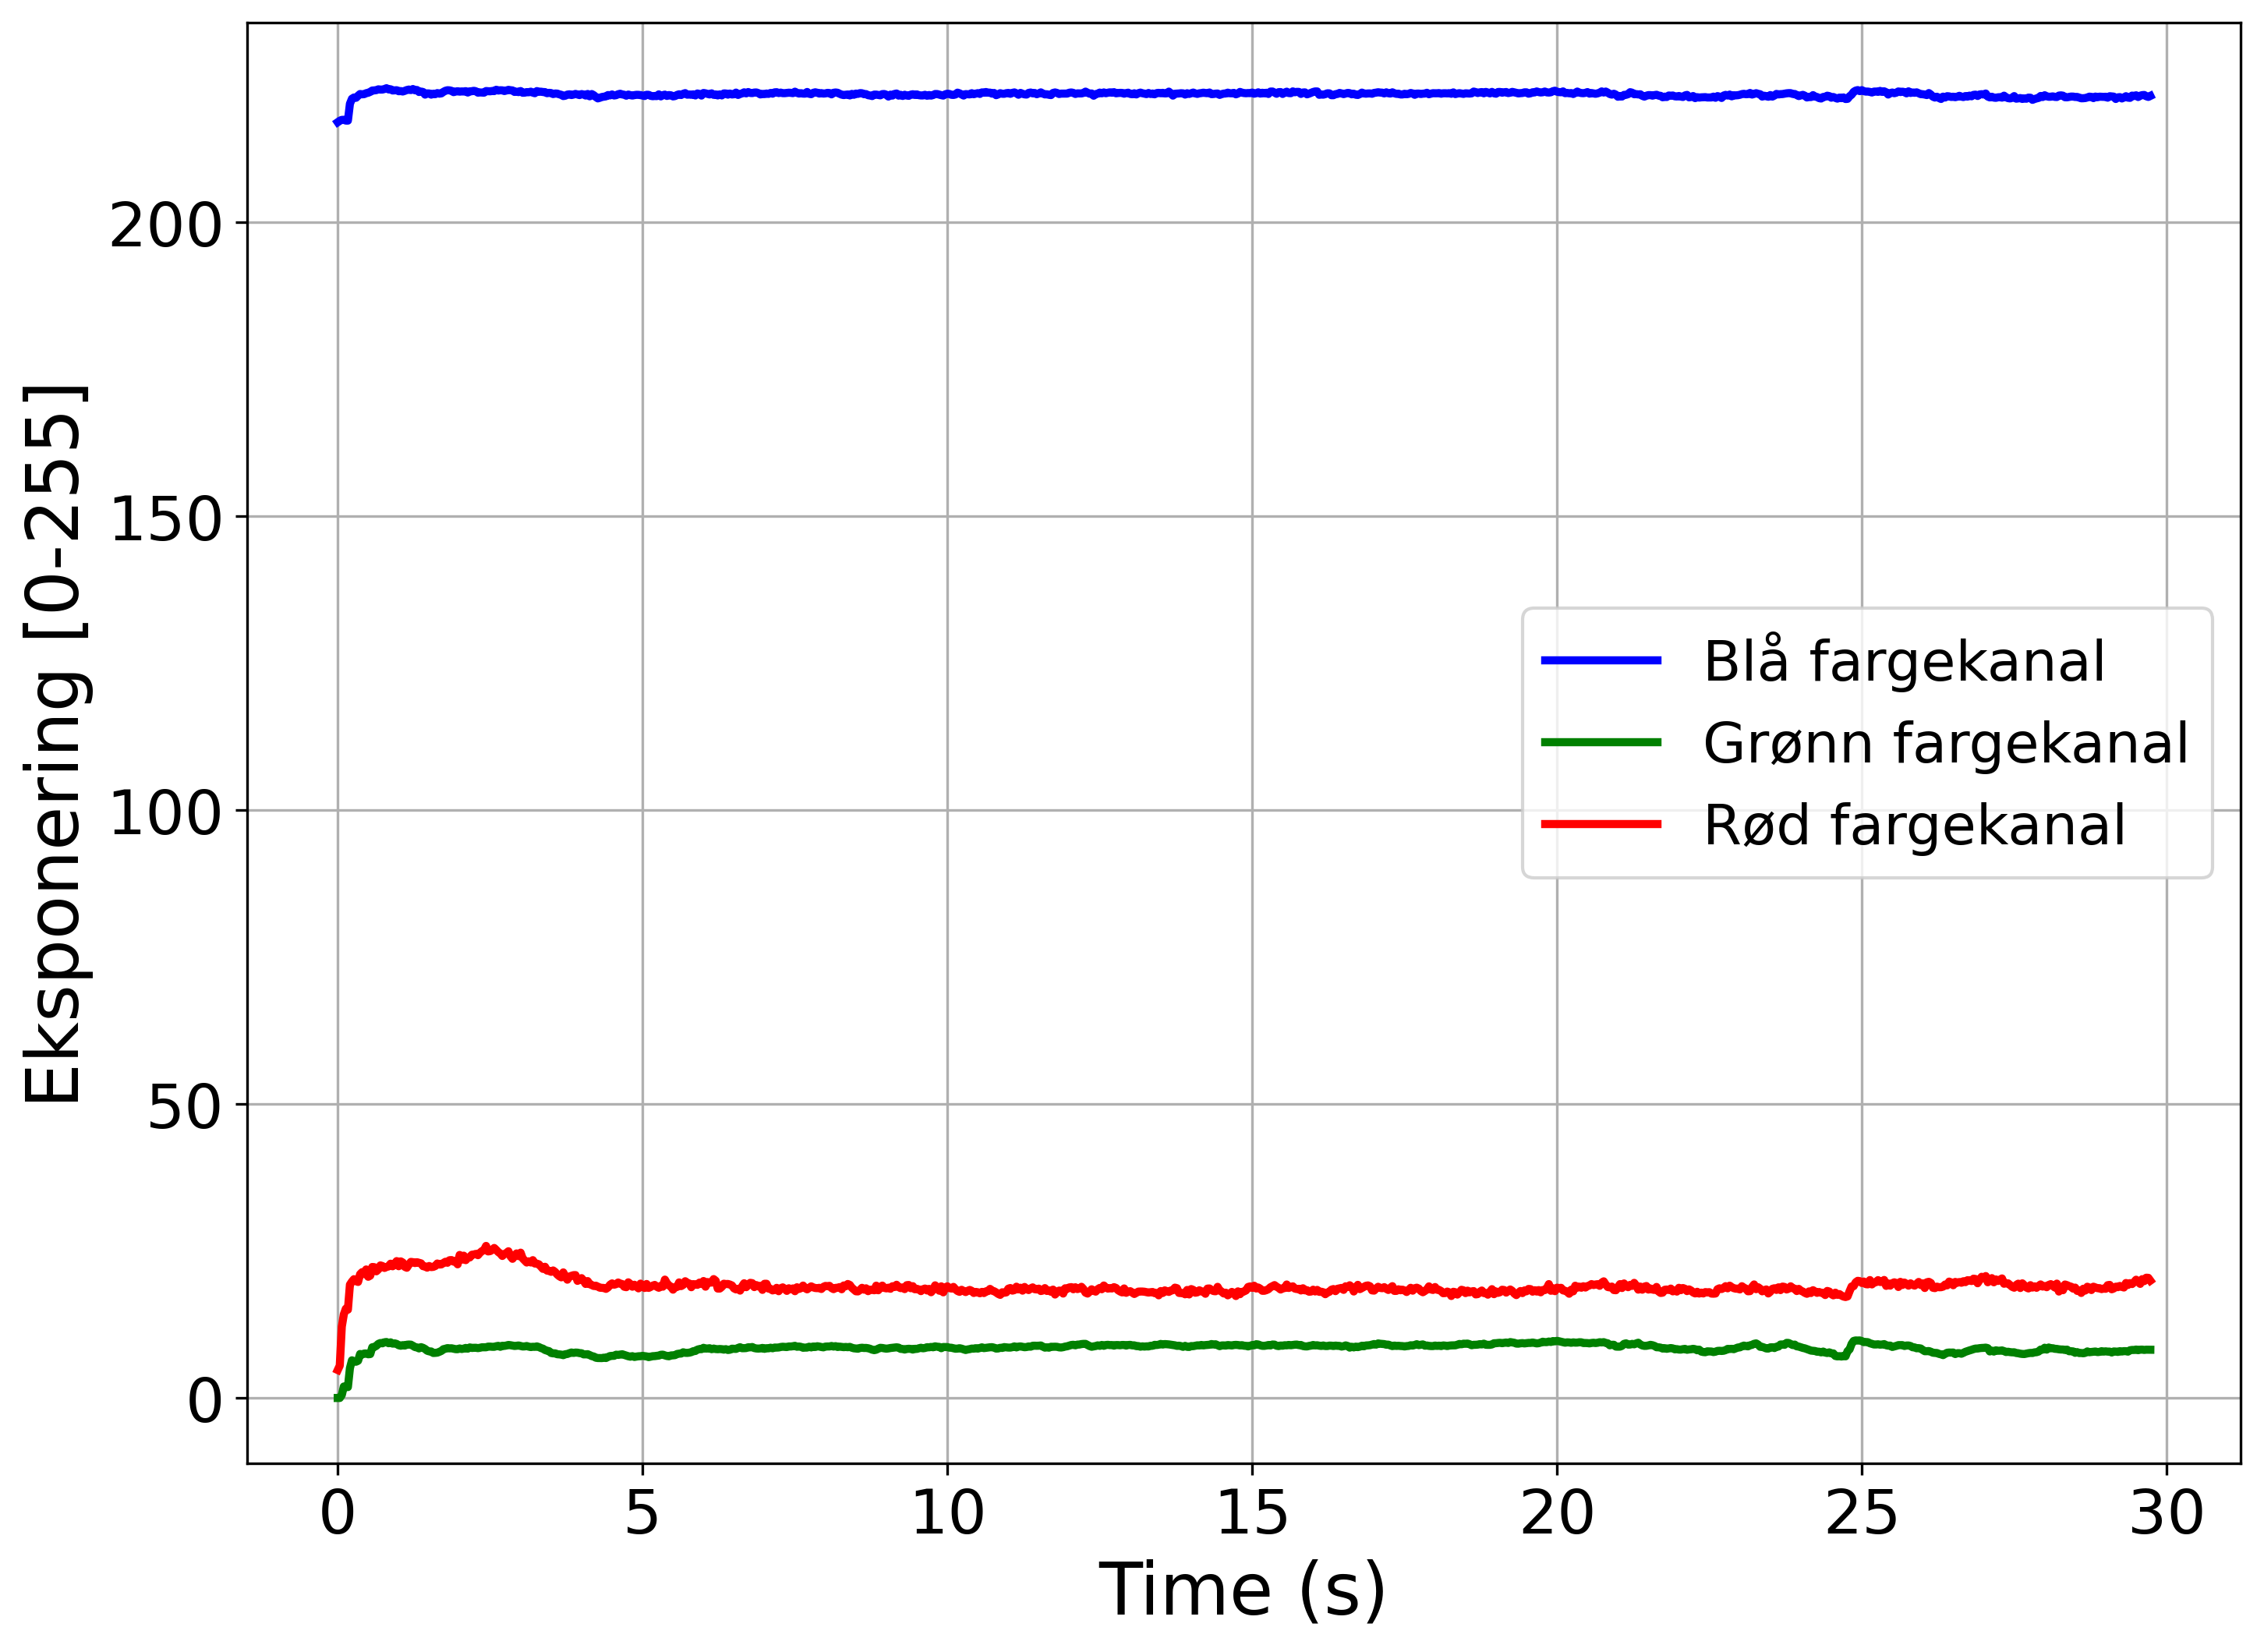 Eksponering [0-255]
200
150
100
50
0
Blå fargekanal
Grønn fargekanal
Rød fargekanal
0 5 10 15 20 25 30
Time (s)